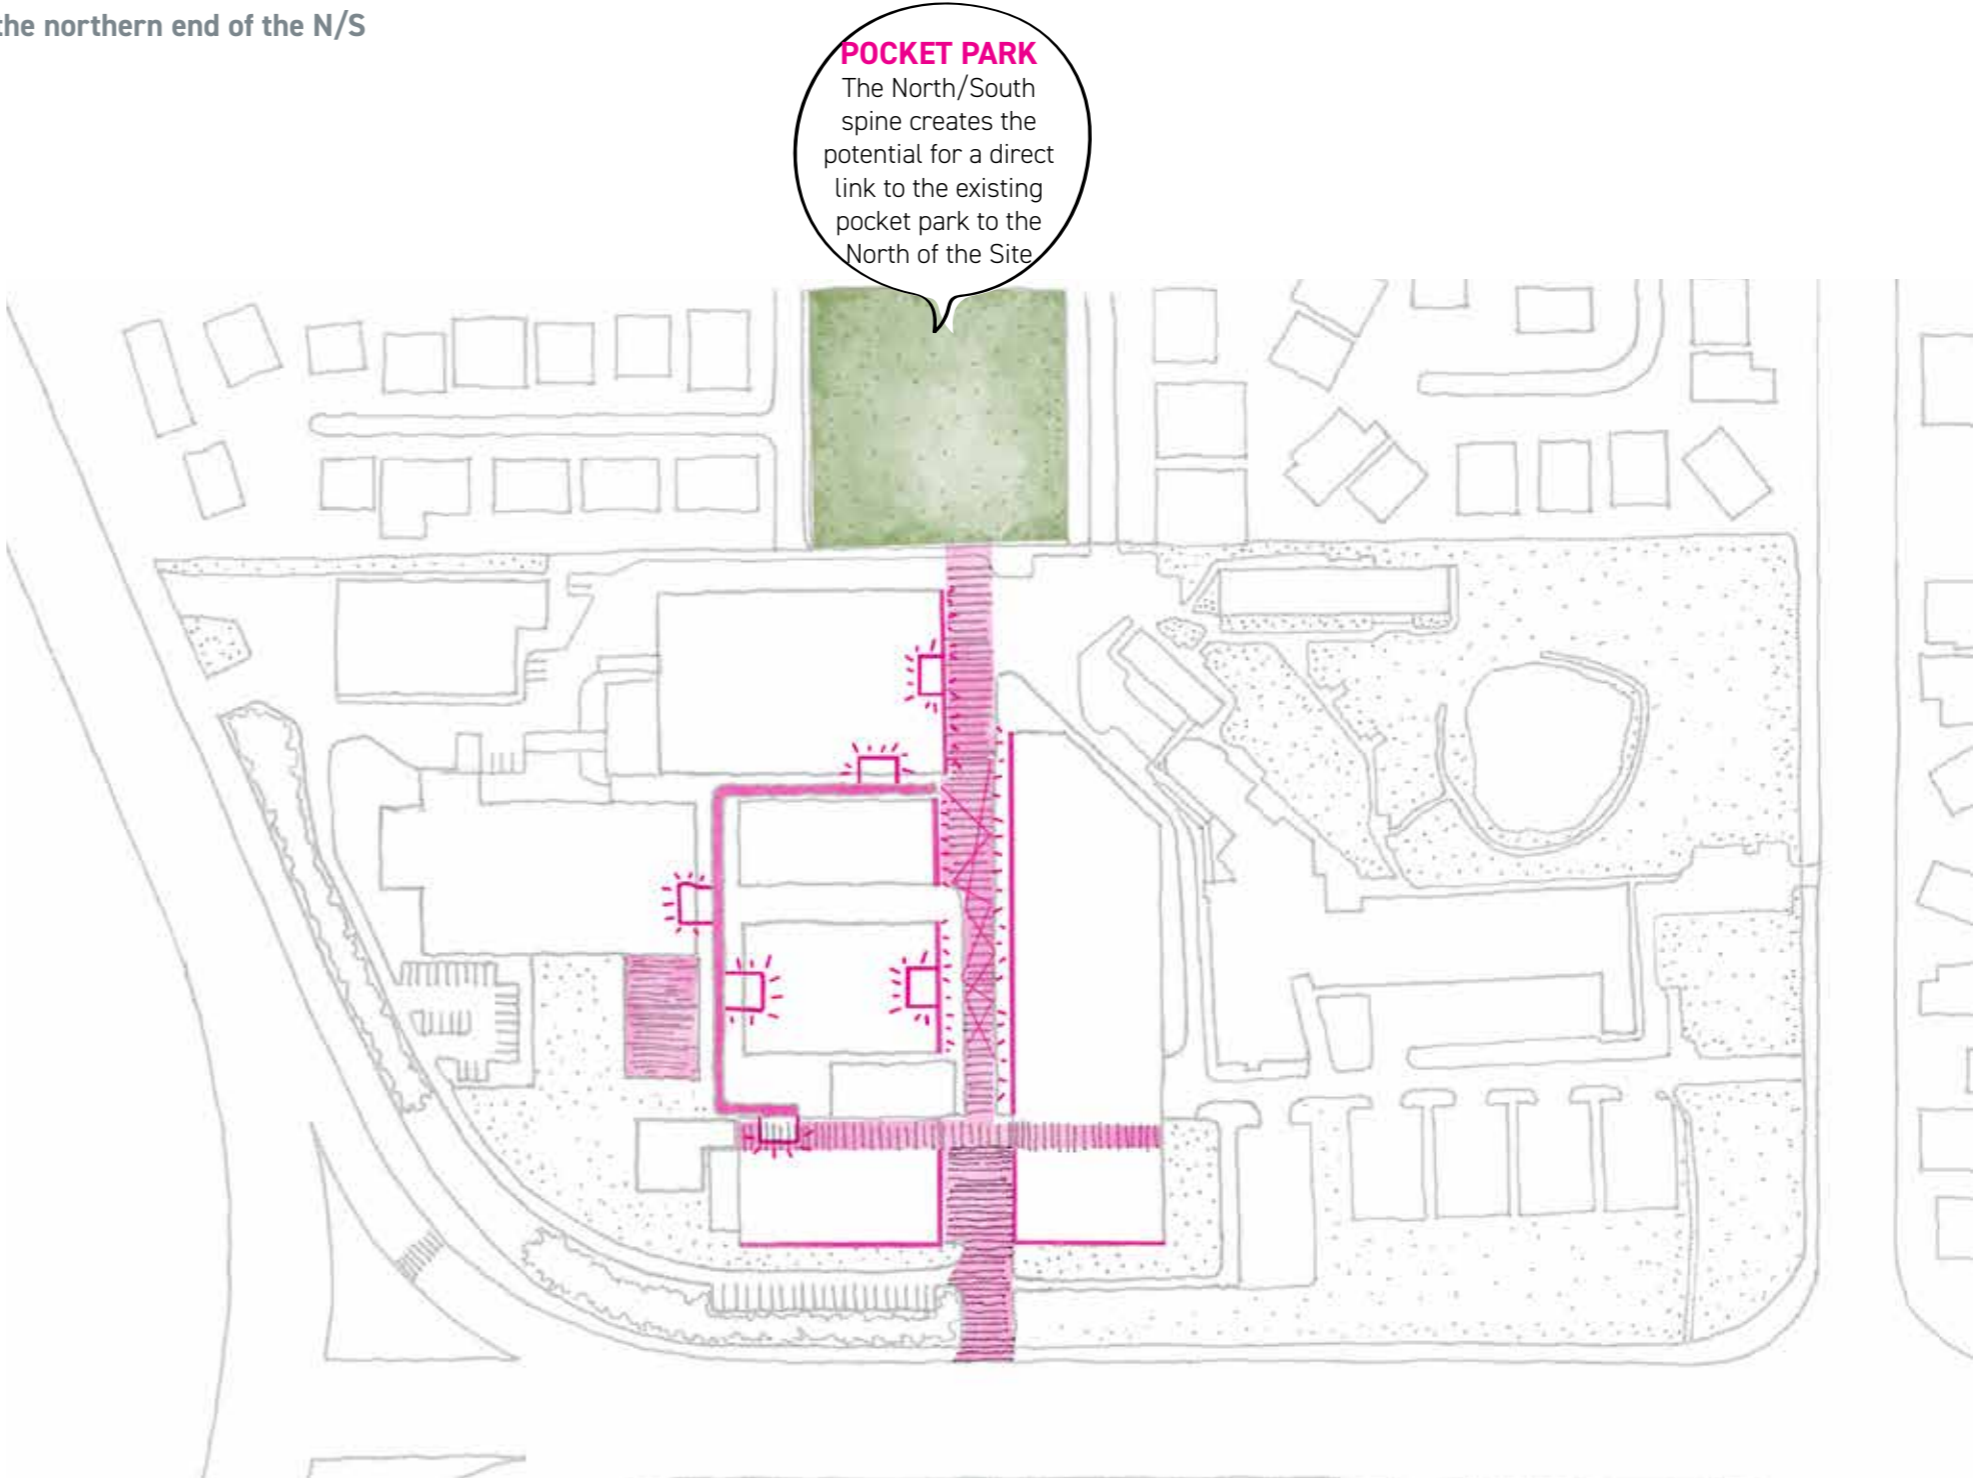 the northern end of the N/S
POCKET PARK
The North/South
spine creates the
potential for a direct
link to the existing
pocket park to the
North of the Site